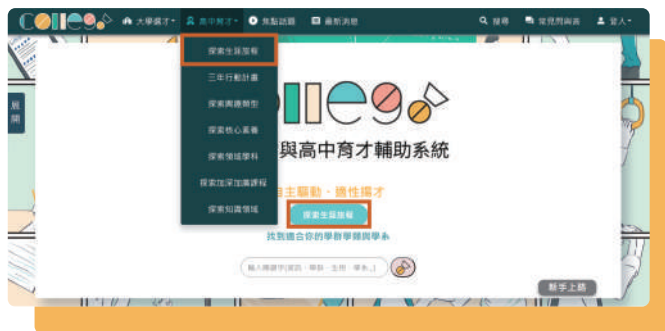 Collego
大學選才
高中育才
焦點話題
最新消息
搜尋
常見問與答
登入
展開
探索生涯旅程
三年行動計畫
探索興趣類型
探索核心素養
探索領域學科
探索加深加廣課程
探索知識領域
ollego
與高中育才輔助系統
自主驅動．適性揚才
探索生涯旅程
找到適合你的學群學類與學系
新手上路